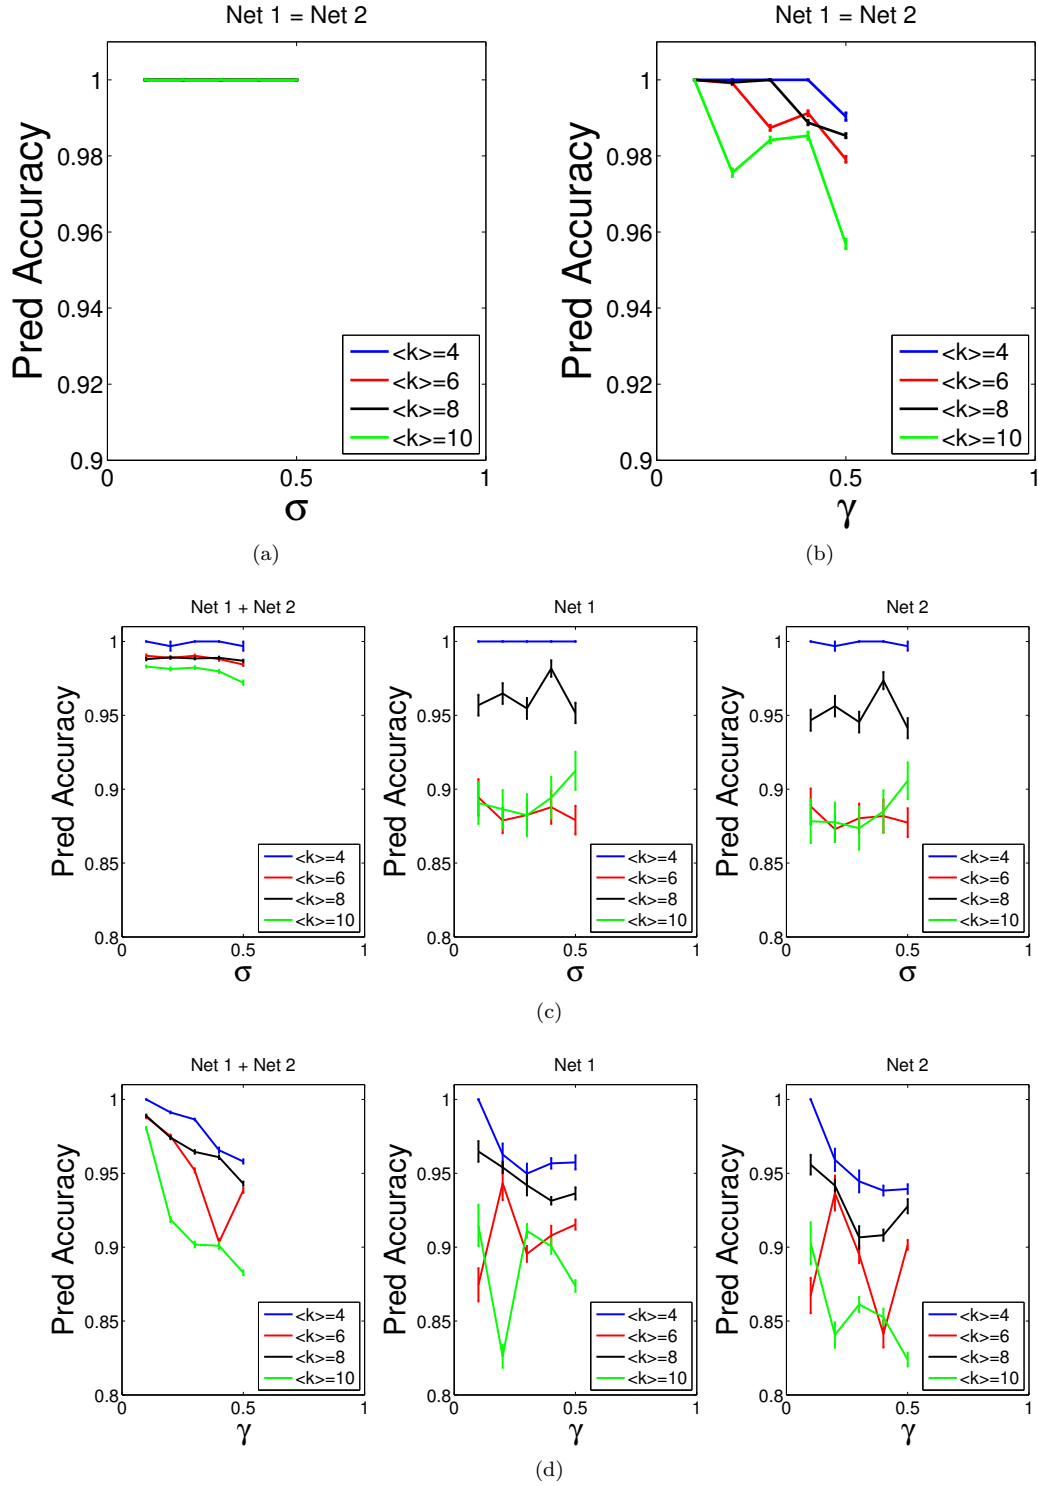 Net 1 = Net 2
Pred Accuracy
1
0.98
0.96
0.94
0.92
0.9
0
0.5
1
σ
<k>=4
<k>=6
<k>=8
<k>=10
(a)
Net 1 = Net 2
Pred Accuracy
1
0.98
0.96
0.94
0.92
0.9
0
0.5
1
γ
<k>=4
<k>=6
<k>=8
<k>=10
(b)
Net 1 + Net 2
Pred Accuracy
1
0.95
0.9
0.85
0.8
0
0.5
1
σ
<k>=4
<k>=6
<k>=8
<k>=10
Net 1
Pred Accuracy
1
0.95
0.9
0.85
0.8
0
0.5
1
σ
<k>=4
<k>=6
<k>=8
<k>=10
Net 2
Pred Accuracy
1
0.95
0.9
0.85
0.8
0
0.5
1
σ
<k>=4
<k>=6
<k>=8
<k>=10
(c)
Net 1 + Net 2
Pred Accuracy
1
0.95
0.9
0.85
0.8
0
0.5
1
γ
<k>=4
<k>=6
<k>=8
<k>=10
Net 1
Pred Accuracy
1
0.95
0.9
0.85
0.8
0
0.5
1
γ
<k>=4
<k>=6
<k>=8
<k>=10
Net 2
Pred Accuracy
1
0.95
0.9
0.85
0.8
0
0.5
1
γ
<k>=4
<k>=6
<k>=8
<k>=10
(d)